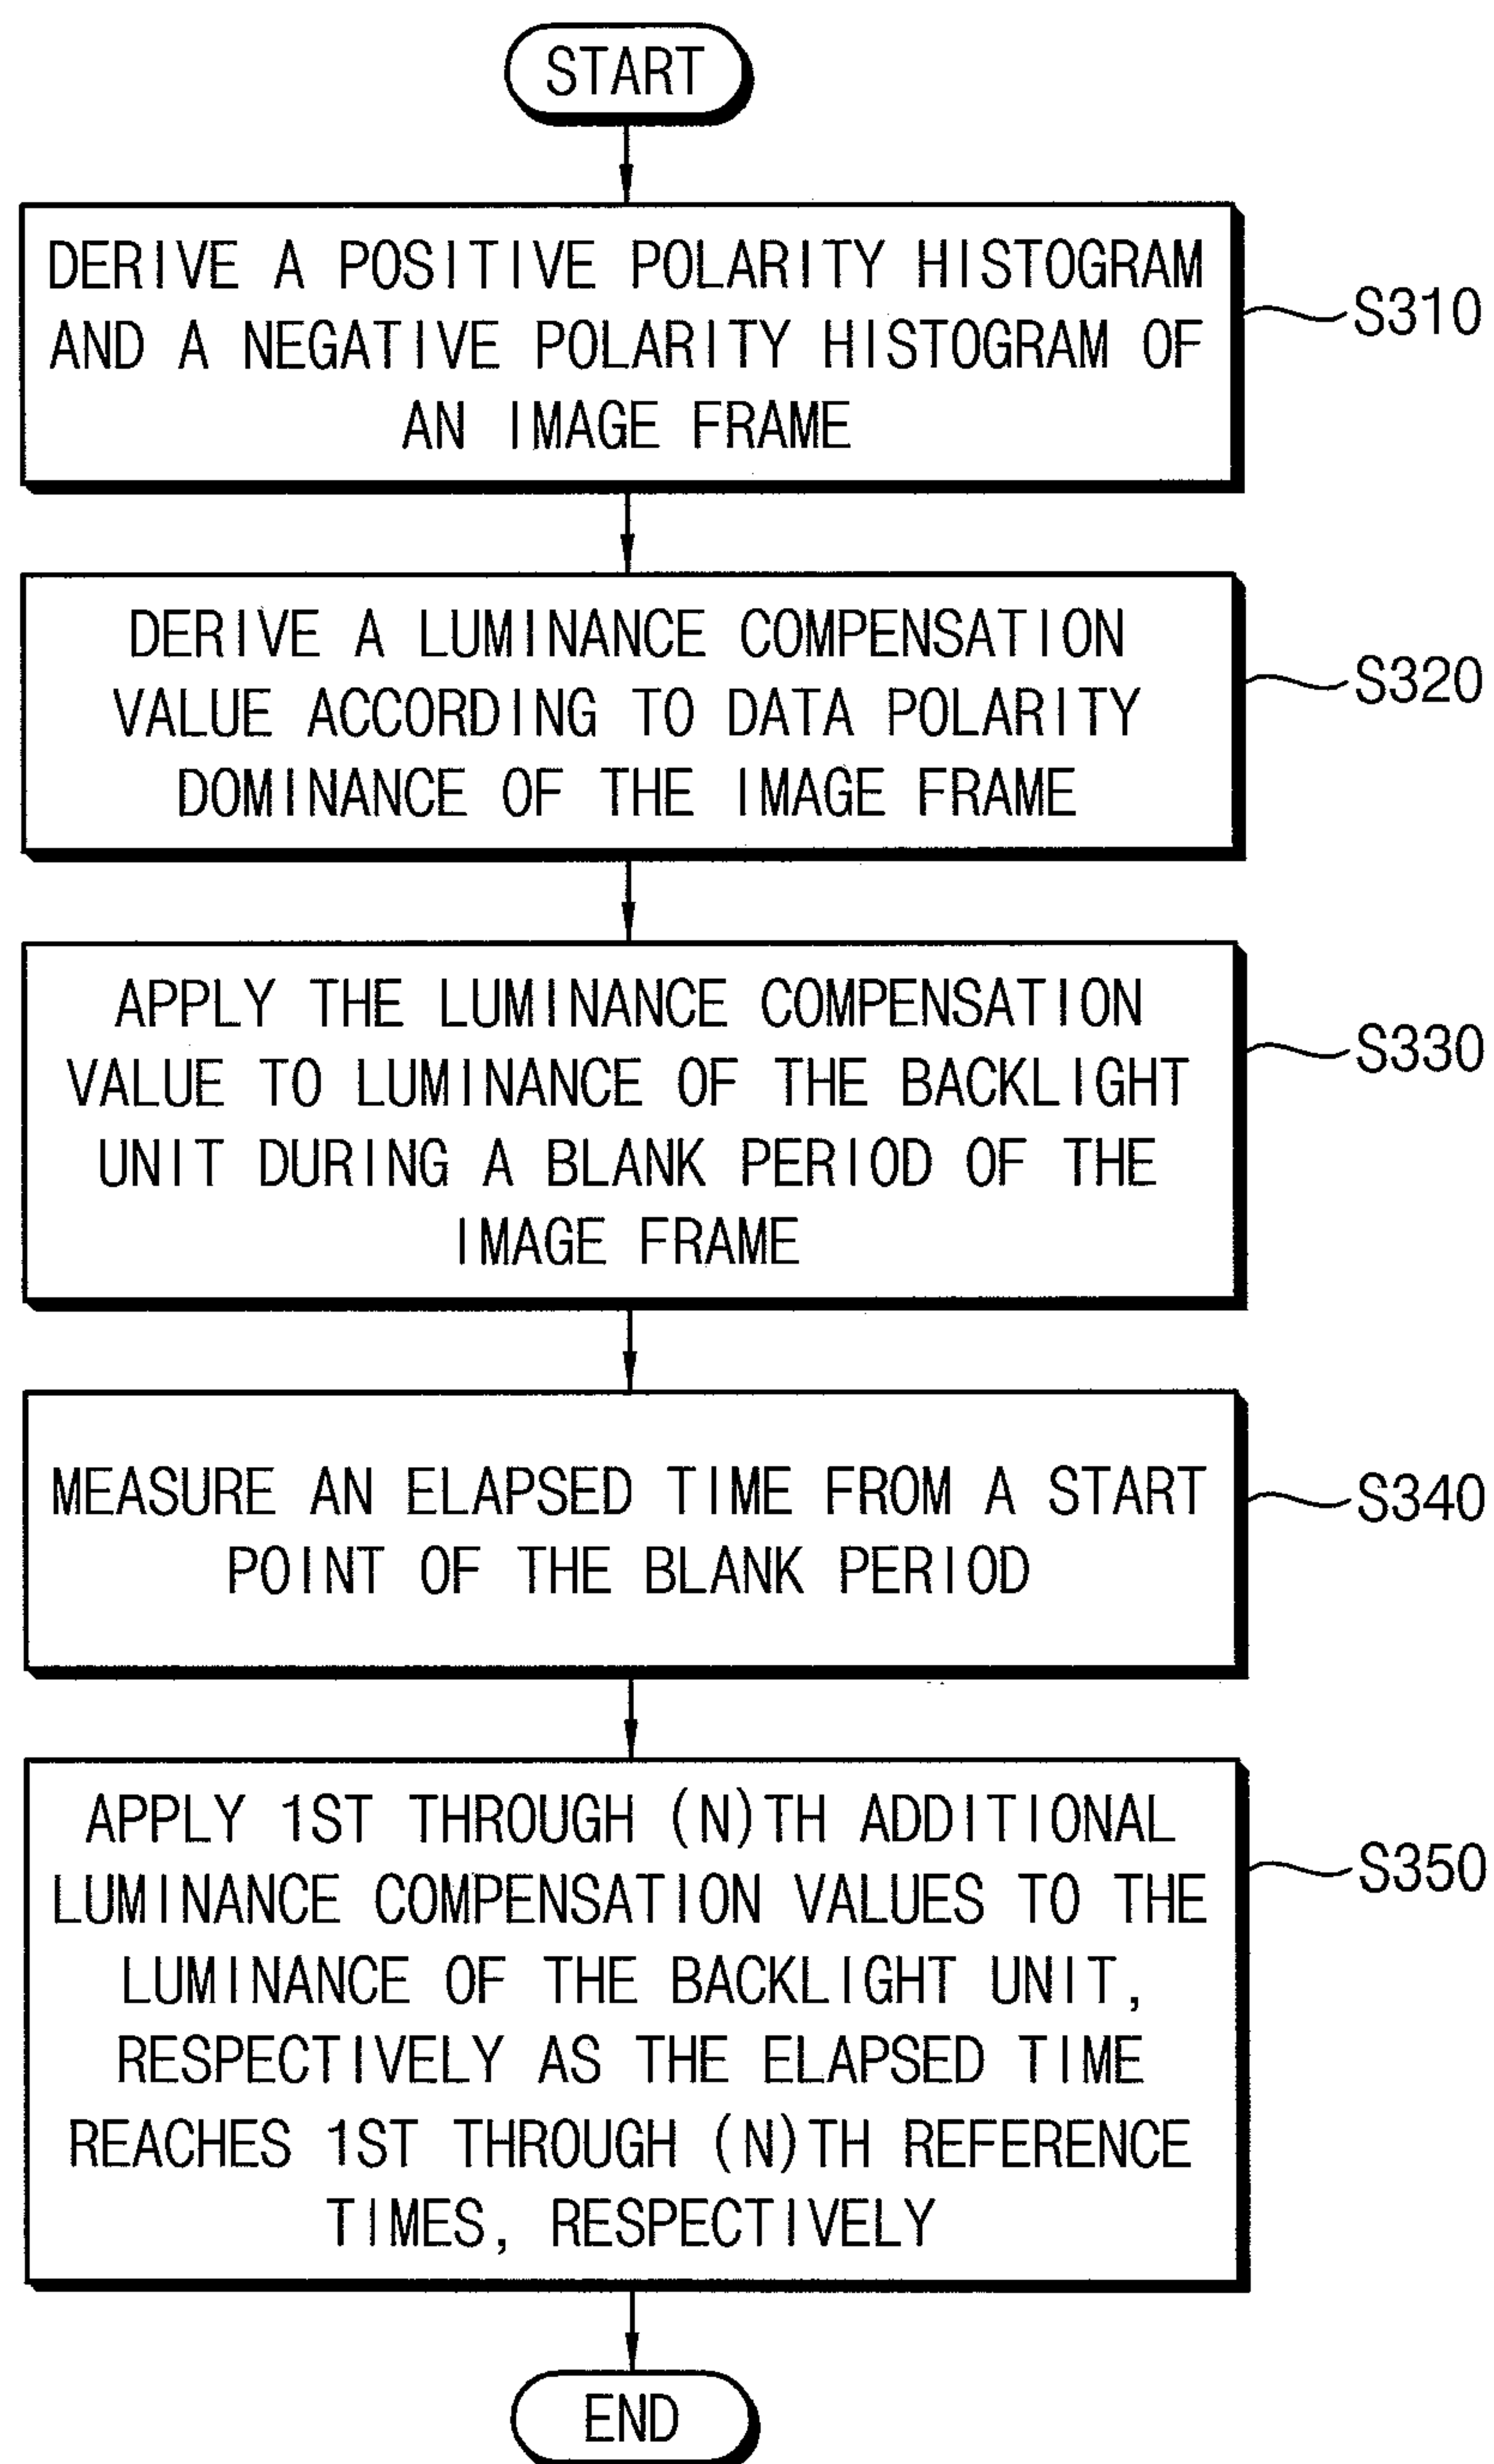 START
DERIVE A POSITIVE POLARITY HISTOGRAM
AND A NEGATIVE POLARITY HISTOGRAM OF
AN IMAGE FRAME
S310
DERIVE A LUMINANCE COMPENSATION
VALUE ACCORDING TO DATA POLARITY
DOMINANCE OF THE IMAGE FRAME
S320
APPLY THE LUMINANCE COMPENSATION
VALUE TO LUMINANCE OF THE BACKLIGHT
UNIT DURING A BLANK PERIOD OF THE
IMAGE FRAME
S330
MEASURE AN ELAPSED TIME FROM A START
POINT OF THE BLANK PERIOD
S340
APPLY 1ST THROUGH (N)TH ADDITIONAL
LUMINANCE COMPENSATION VALUES TO THE
LUMINANCE OF THE BACKLIGHT UNIT,
RESPECTIVELY AS THE ELAPSED TIME
REACHES 1ST THROUGH (N)TH REFERENCE
TIMES, RESPECTIVELY
S350
END